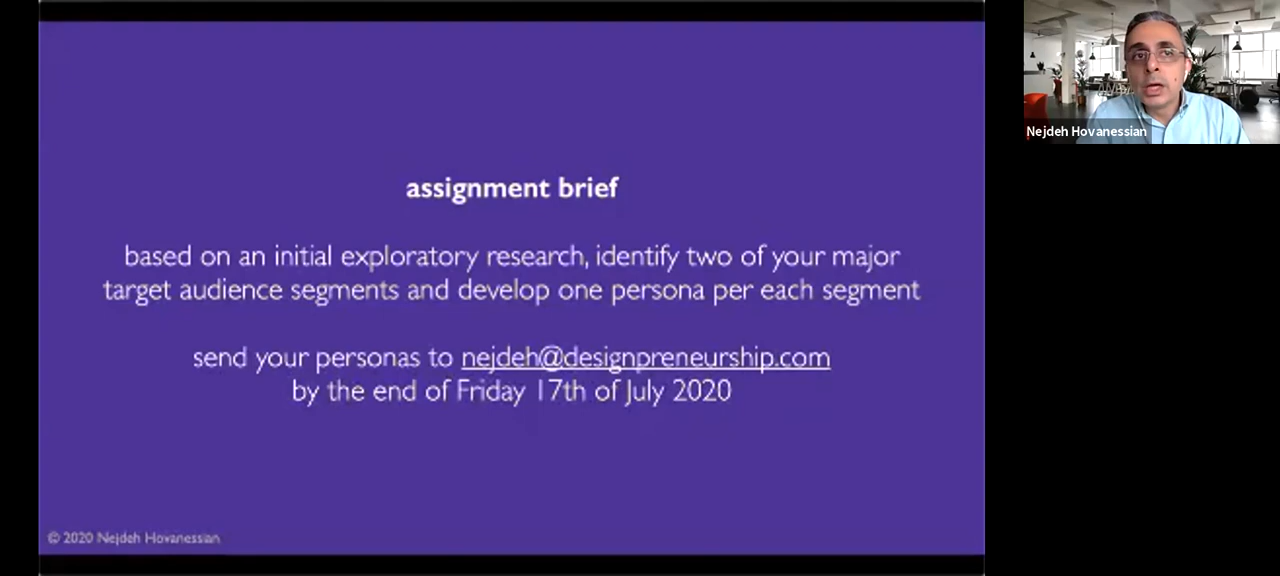 assignment brief
based on an initial exploratory research, identify two of your major
target audience segments and develop one persona per each segment
send your personas to nejdeh@designpreneurship.com
by the end of Friday 17th of July 2020
© 2020 Nejdeh Hovanessian
Nejdeh Hovanessian